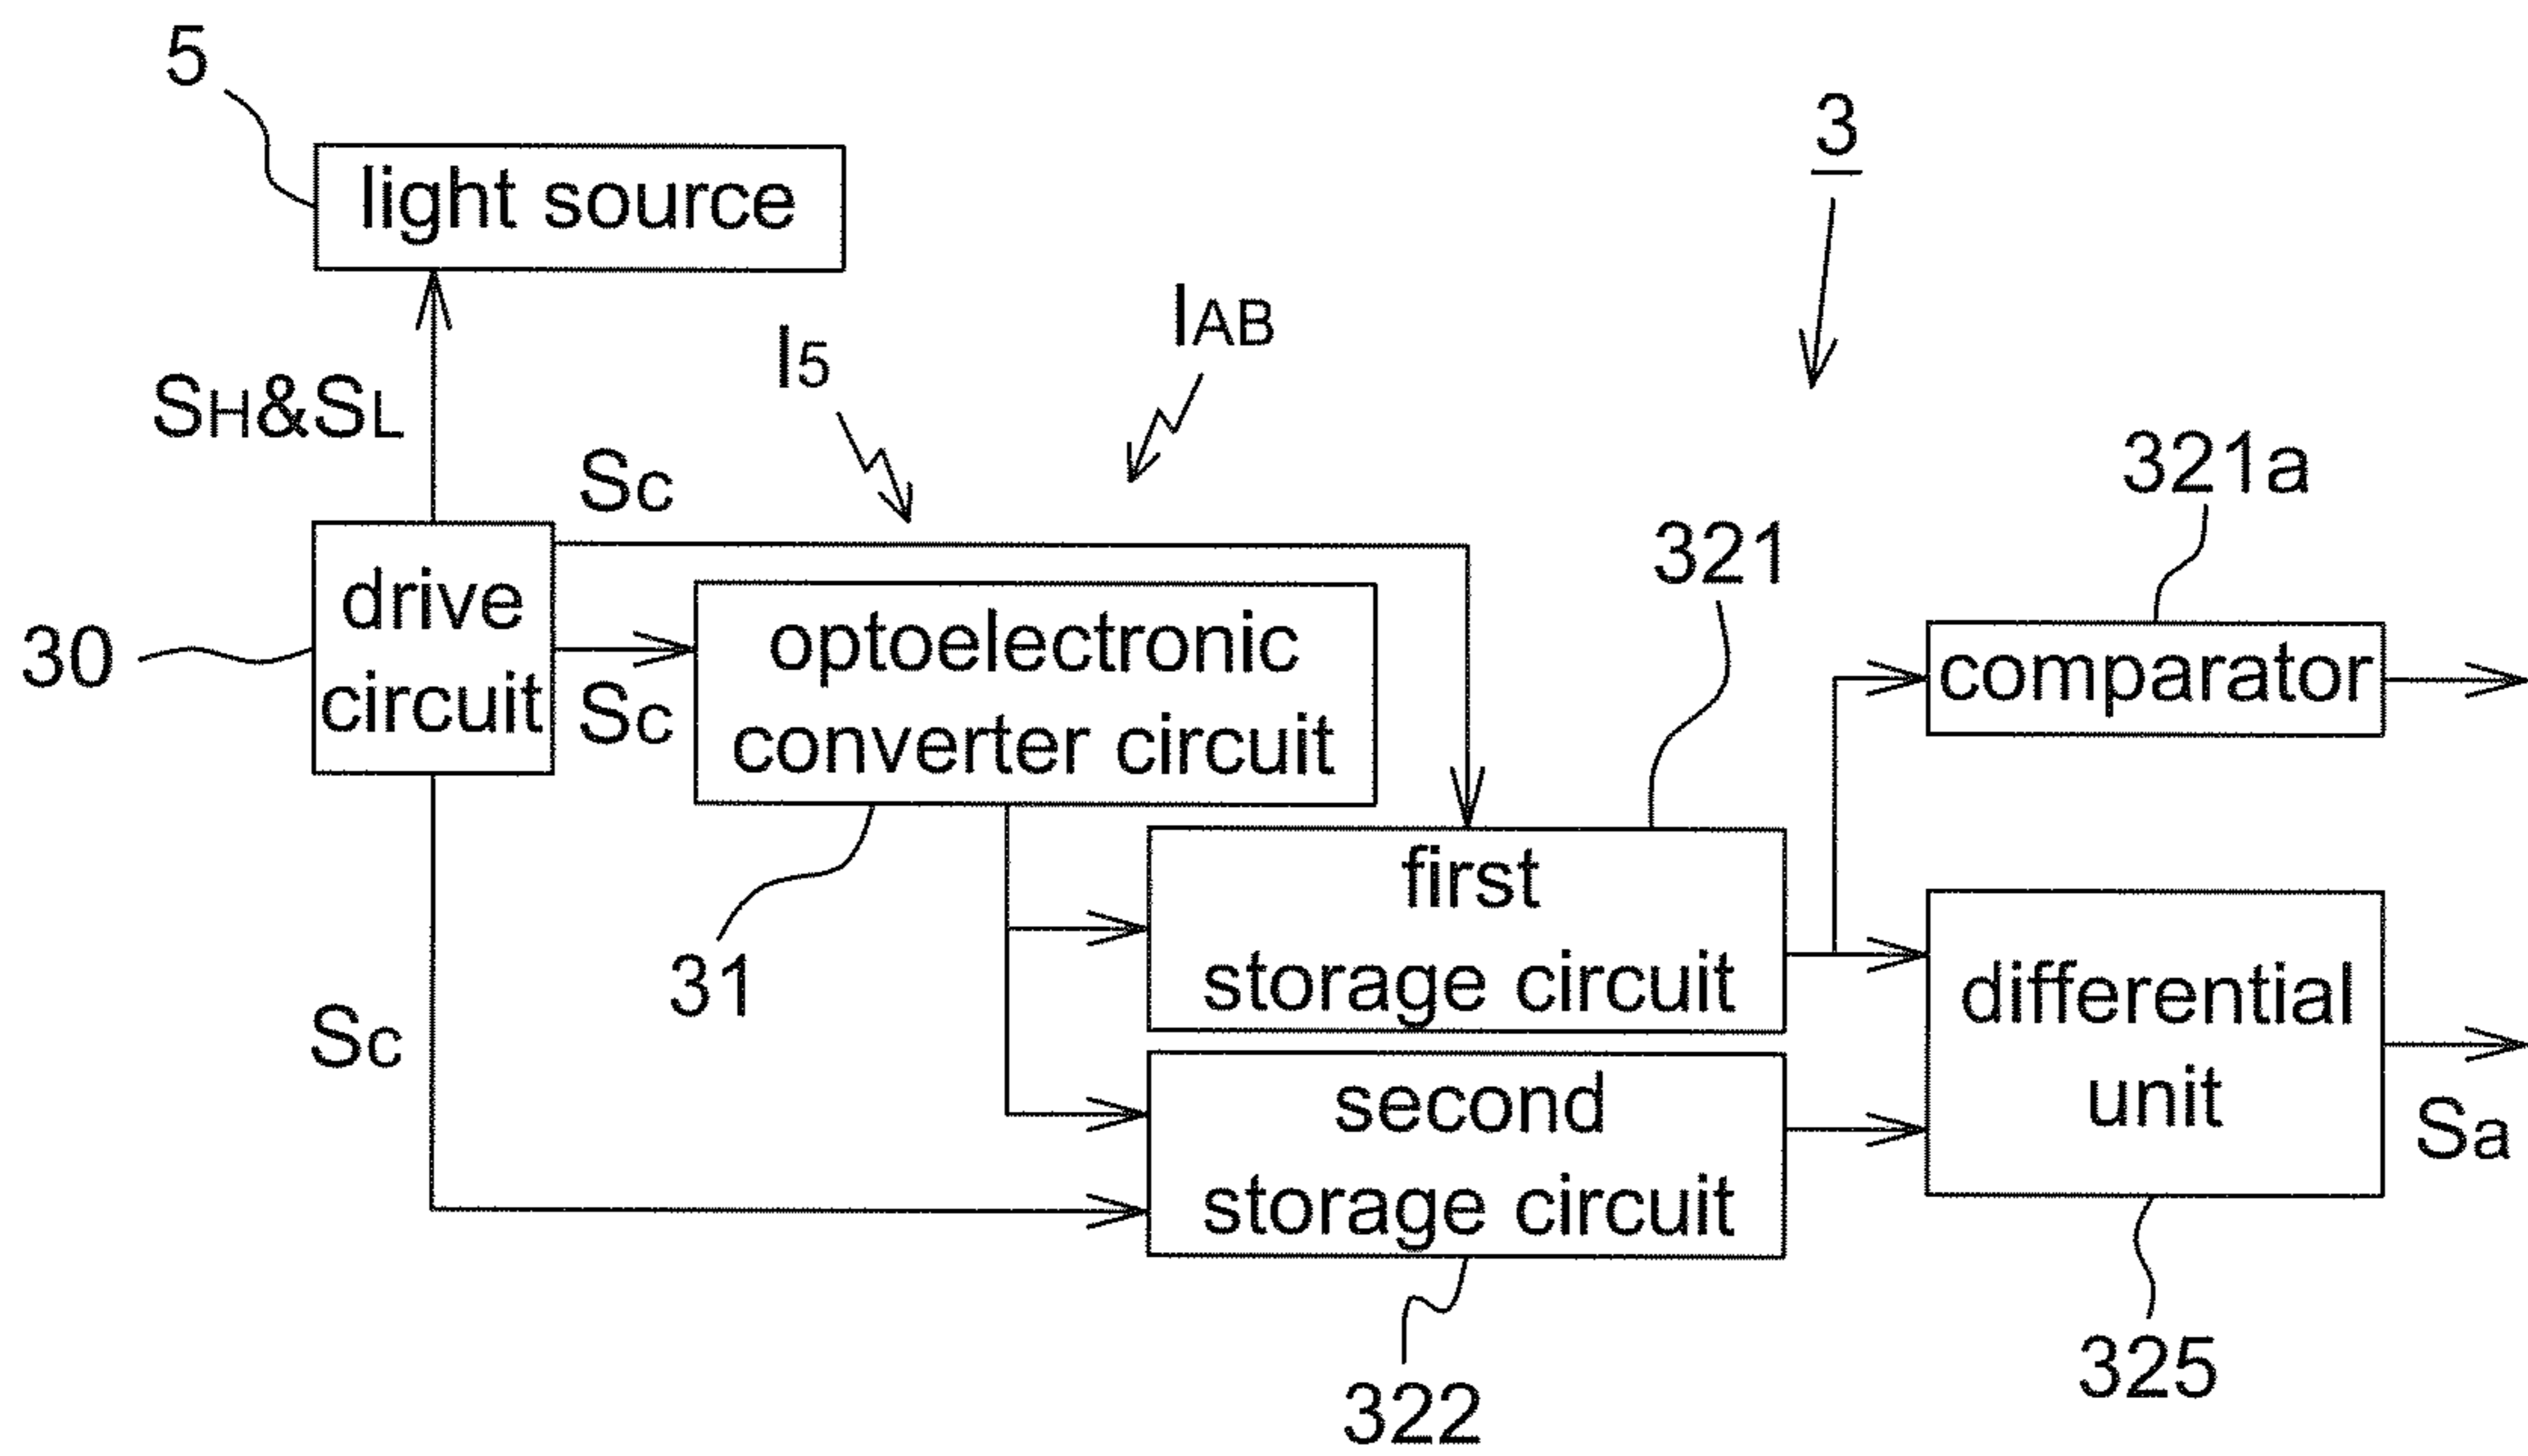 5
3
light source
IAB
I5
SH&SL
321a
Sc
321
drive
circuit
30
Sc
optoelectronic
converter circuit
comparator
first
storage circuit
31
differential
unit
Sc
second
storage circuit
Sa
325
322